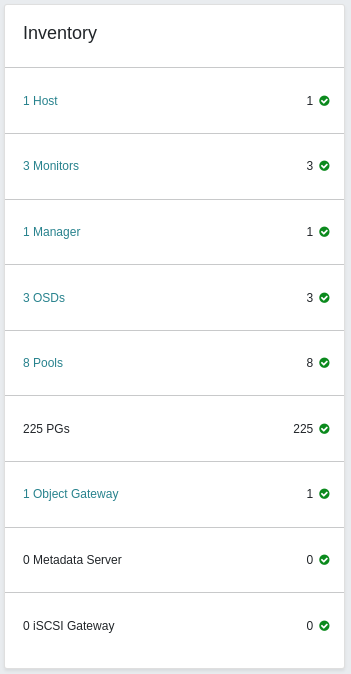 Inventory
1 Host 1
3 Monitors 3
1 Manager 1
3 OSDs 3
8 Pools 8
225 PGs 225
1 Object Gateway 1
0 Metadata Server 0
0 iSCSI Gateway 0